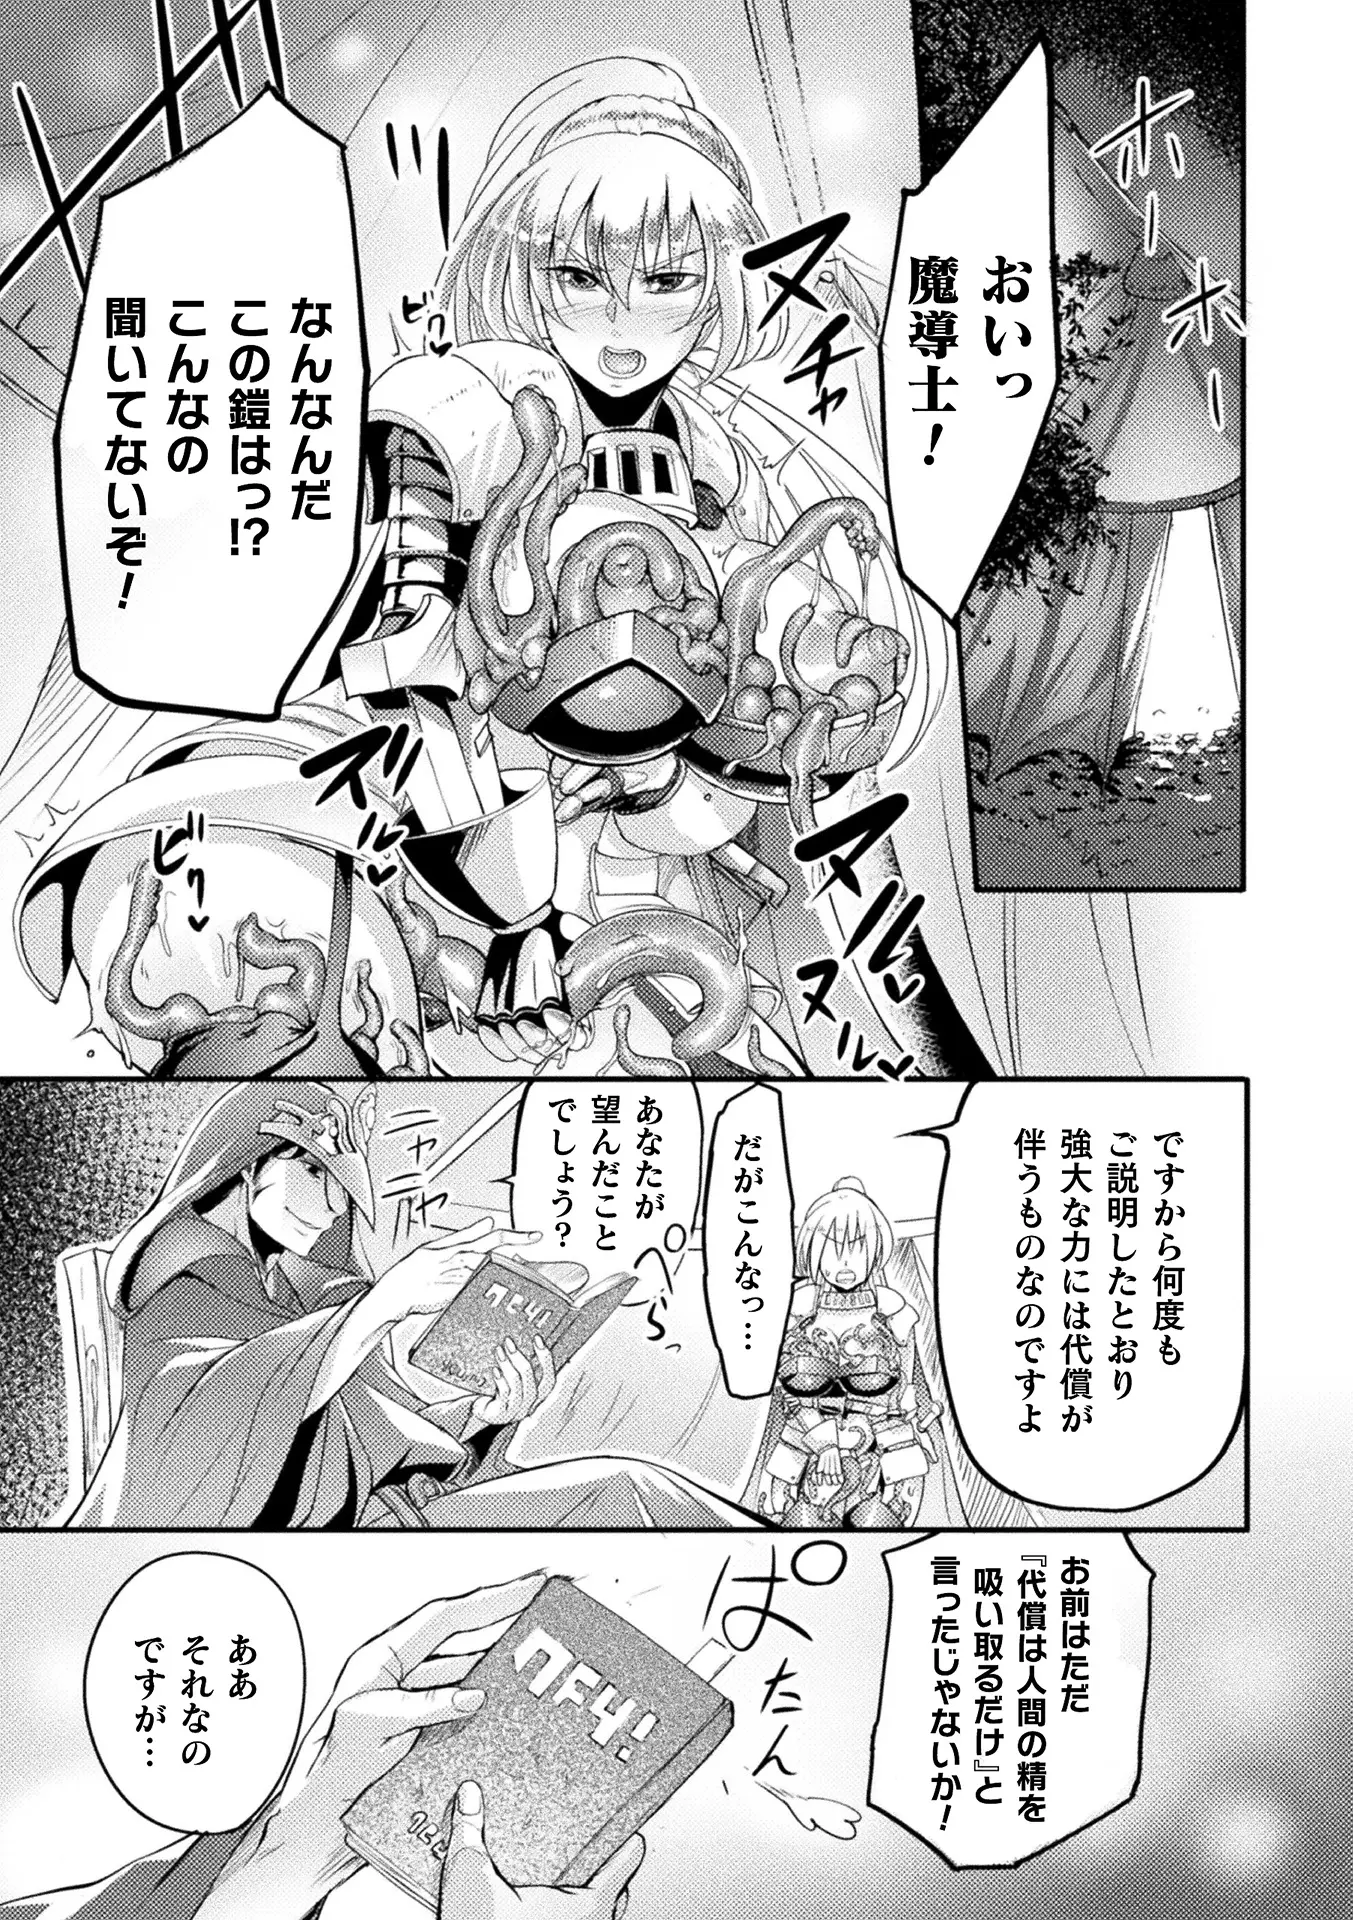 ホーホー
おいっ
魔導士！
ヌチャ
ビクッ
なんなんだ
この鎧はっ!?
こんなの
聞いてないぞ！
ズリ
ヌル
ヌル
ビクッ
ですから何度も
ご説明したとおり
強大な力には代償が
伴うものなのですよ
だがこんなっ…
あなたが
望んだこと
でしょう？
ぺら
ニヤ
ニヤ
お前はただ
『代償は人間の精を
吸い取るだけ』と
言ったじゃないか！
ぱたん
ああ
それなの
ですが…